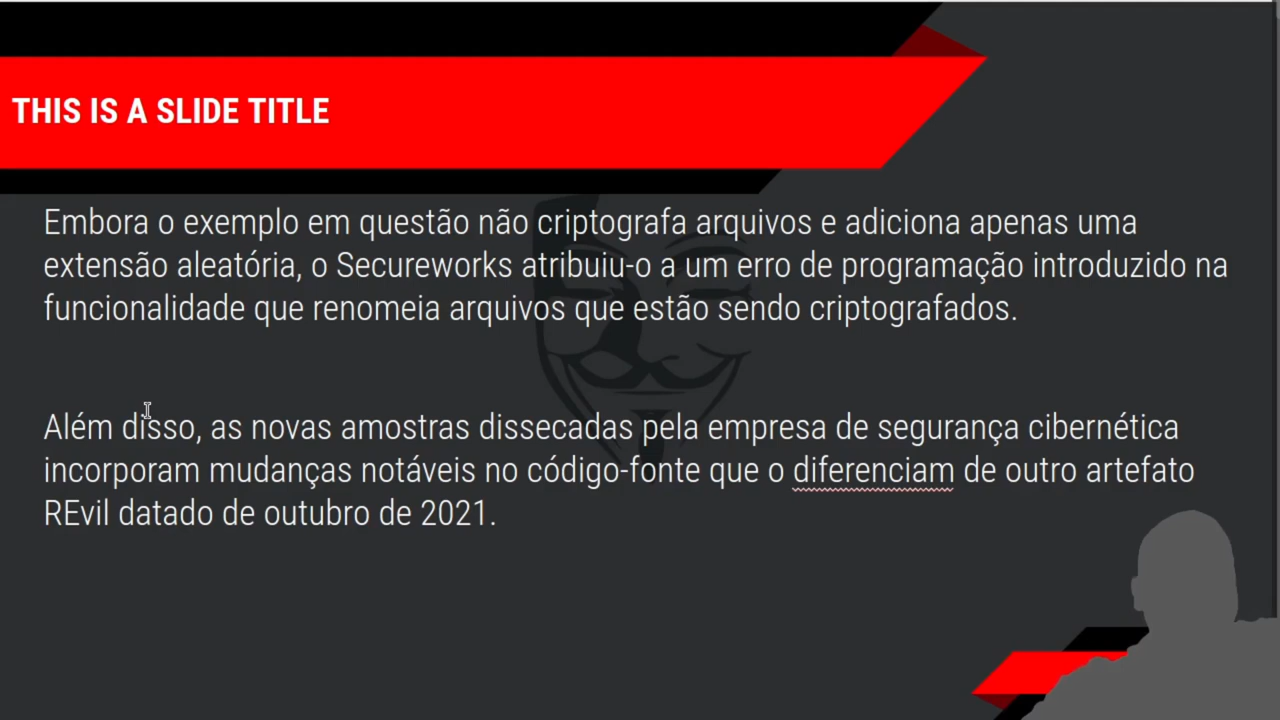 THIS IS A SLIDE TITLE
Embora o exemplo em questão não criptografa arquivos e adiciona apenas uma
extensão aleatória, o Secureworks atribuiu-o a um erro de programação introduzido na
funcionalidade que renomeia arquivos que estão sendo criptografados.
Além disso, as novas amostras dissecadas pela empresa de segurança cibernética
incorporam mudanças notáveis no código-fonte que o diferenciam de outro artefato
REvil datado de outubro de 2021.